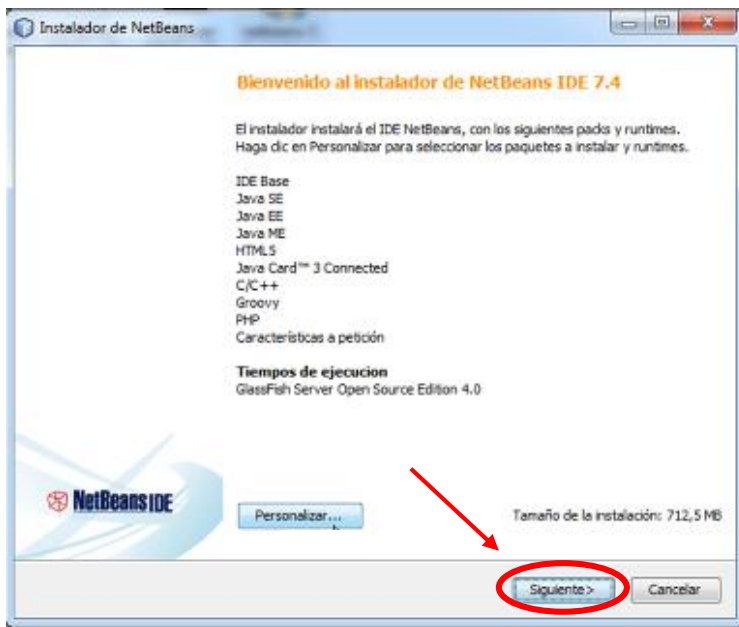 Instalador de NetBeans
Bienvenido al instalador de NetBeans IDE 7.4
El instalador instalará el IDE NetBeans, con los siguientes packs y runtimes.
Haga clic en Personalizar para seleccionar los paquetes a instalar y runtimes.
IDE Base
Java SE
Java EE
Java ME
HTML5
Java Card™ 3 Connected
C/C++
Groovy
PHP
Características a petición
Tiempos de ejecucion
GlassFish Server Open Source Edition 4.0
NetBeans IDE
Personalizar...
Tamaño de la instalación: 712,5 MB
Siguiente >
Cancelar